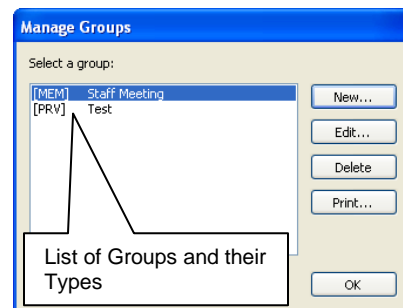 Manage Groups
Select a group:
[MEM] Staff Meeting
[PRV] Test
New...
Edit...
Delete
Print...
List of Groups and their
Types
OK